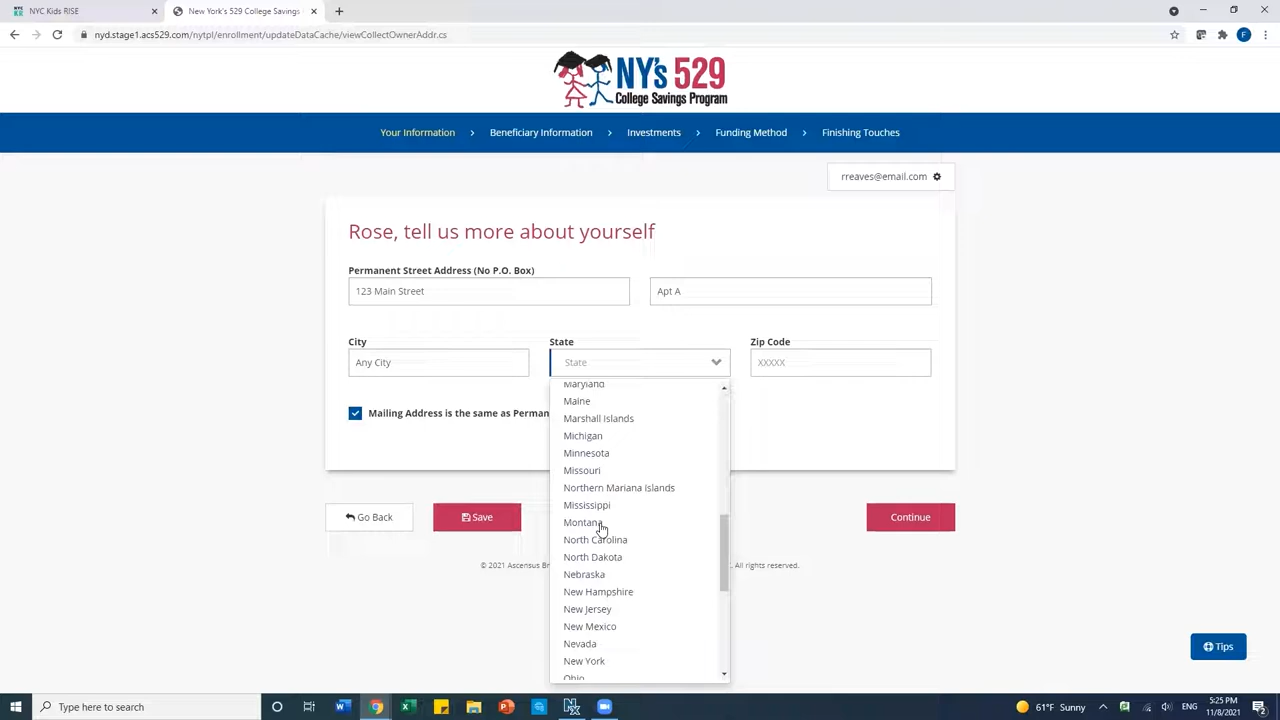 NYC Kids RISE
New York's 529 College Savings
nyd.stage1.acs529.com/nytpl/enrollment/updateDataCache/viewCollectOwnerAddr.cs
F
NY's 529
College Savings Program
Your Information > Beneficiary Information > Investments > Funding Method > Finishing Touches
rreaves@email.com
Rose, tell us more about yourself
Permanent Street Address (No P.O. Box)
123 Main Street
Apt A
City
State
Zip Code
Any City
State
XXXXX
Maryland
Maine
Marshall Islands
Mailing Address is the same as Perman
Michigan
Minnesota
Missouri
Northern Mariana Islands
Mississippi
Montana
North Carolina
North Dakota
Nebraska
New Hampshire
New Jersey
New Mexico
Nevada
New York
Ohio
Go Back
Save
Continue
© 2021 Ascensus Br
. All rights reserved.
Tips
Type here to search
61°F Sunny
5:25 PM
11/8/2021
2